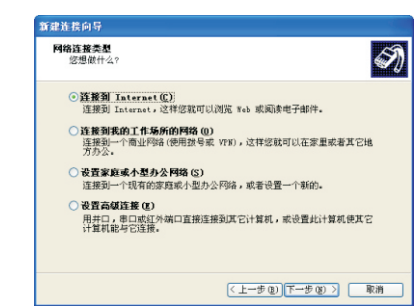 新建连接向导
网络连接类型
您想做什么?
连接到 Internet(C)
连接到 Internet，这样您就可以浏览 Web 或阅读电子邮件。
连接到我的工作场所的网络(O)
连接到一个商业网络(使用拨号或 VPN)，这样您就可以在家里或者其它地
方办公。
设置家庭或小型办公网络(S)
连接到一个现有的家庭或小型办公网络，或者设置一个新的。
设置高级连接(E)
用并口，串口或红外端口直接连接到其它计算机，或设置此计算机使其它
计算机能与它连接。
< 上一步(B) 下一步(N) > 取消